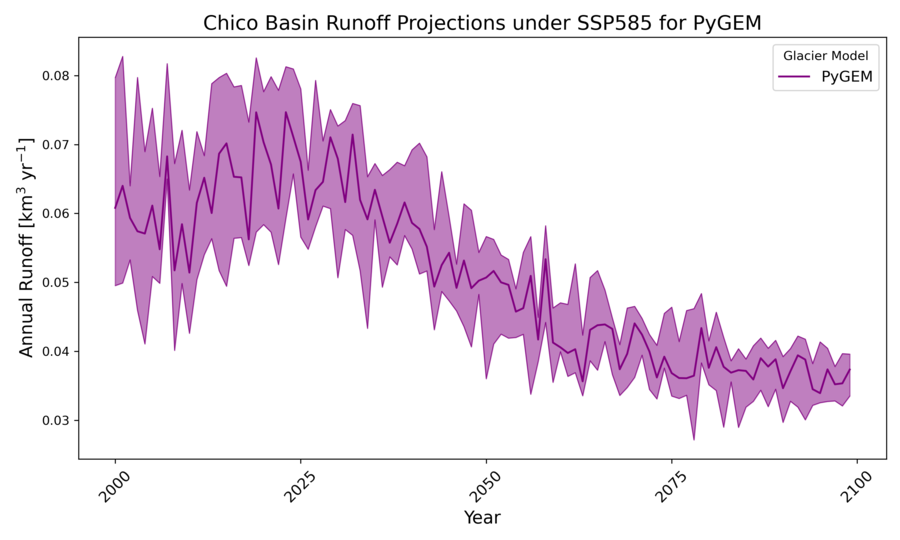 Chico Basin Runoff Projections under SSP585 for PyGEM
Glacier Model
PyGEM
0.08
0.07
0.06
0.05
0.04
0.03
Annual Runoff [km³ yr⁻¹]
2000
2025
2050
2075
2100
Year